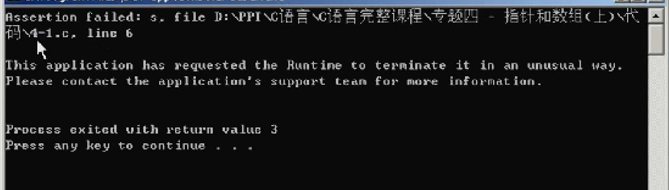 Assertion failed: s, file D:\PPI\C语言\C语言完整课程\专题四 - 指针和数组(上)\代
码\4-1.c, line 6
This application has requested the Runtime to terminate it in an unusual way.
Please contact the application's support team for more information.
Process exited with return value 3
Press any key to continue . . .